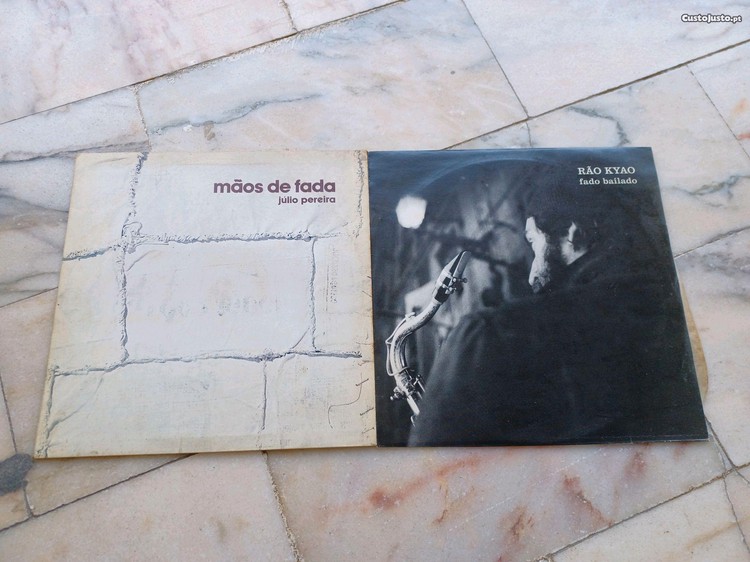 CustoJusto.pt
mãos de fada
júlio pereira
RÃO KYAO
fado bailado